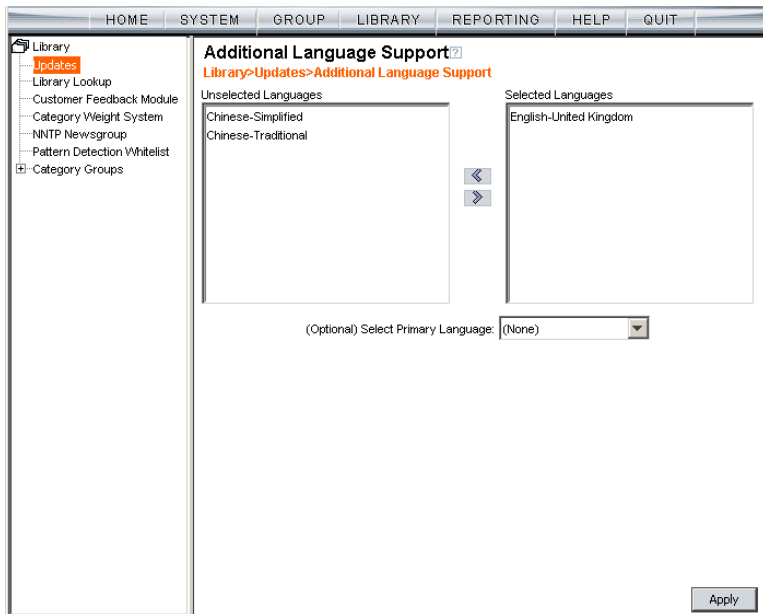 HOME SYSTEM GROUP LIBRARY REPORTING HELP QUIT
Library
Updates
Library Lookup
Customer Feedback Module
Category Weight System
NNTP Newsgroup
Pattern Detection Whitelist
Category Groups
Additional Language Support
Library>Updates>Additional Language Support
Unselected Languages
Chinese-Simplified
Chinese-Traditional
Selected Languages
English-United Kingdom
(Optional) Select Primary Language: (None)
Apply